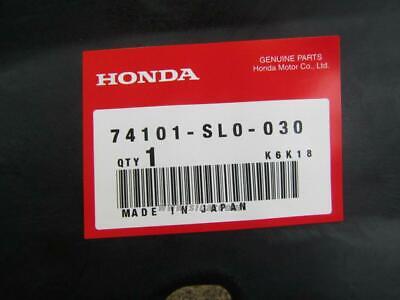 HONDA
GENUINE PARTS
Honda Motor Co., Ltd.
74101-SL0-030
QTY 1
K6K18
MADE IN JAPAN